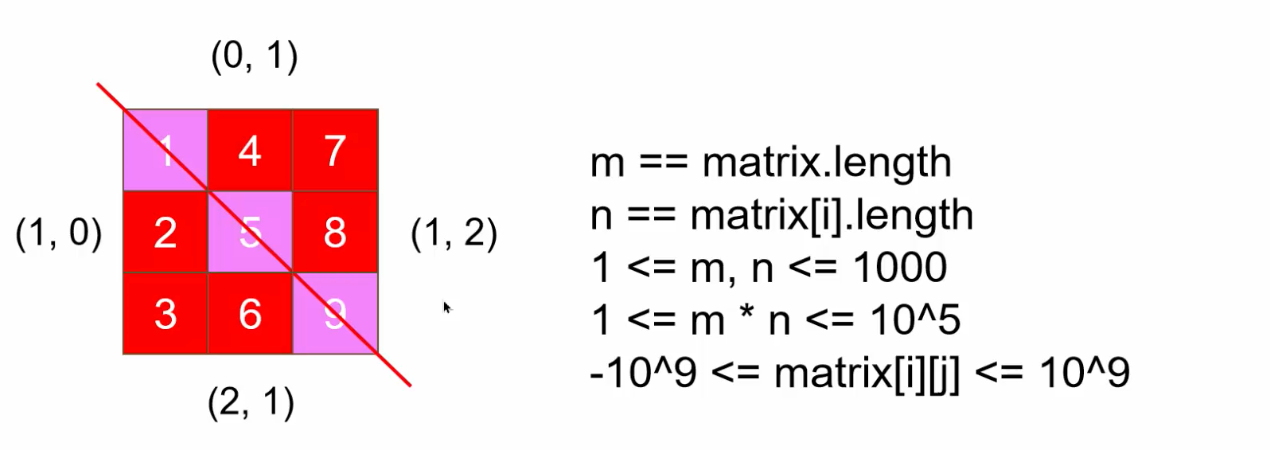 (0, 1)
1 4 7
(1, 0) 2 5 8 (1, 2)
3 6 9
(2, 1)
m == matrix.length
n == matrix[i].length
1 <= m, n <= 1000
1 <= m * n <= 10^5
-10^9 <= matrix[i][j] <= 10^9